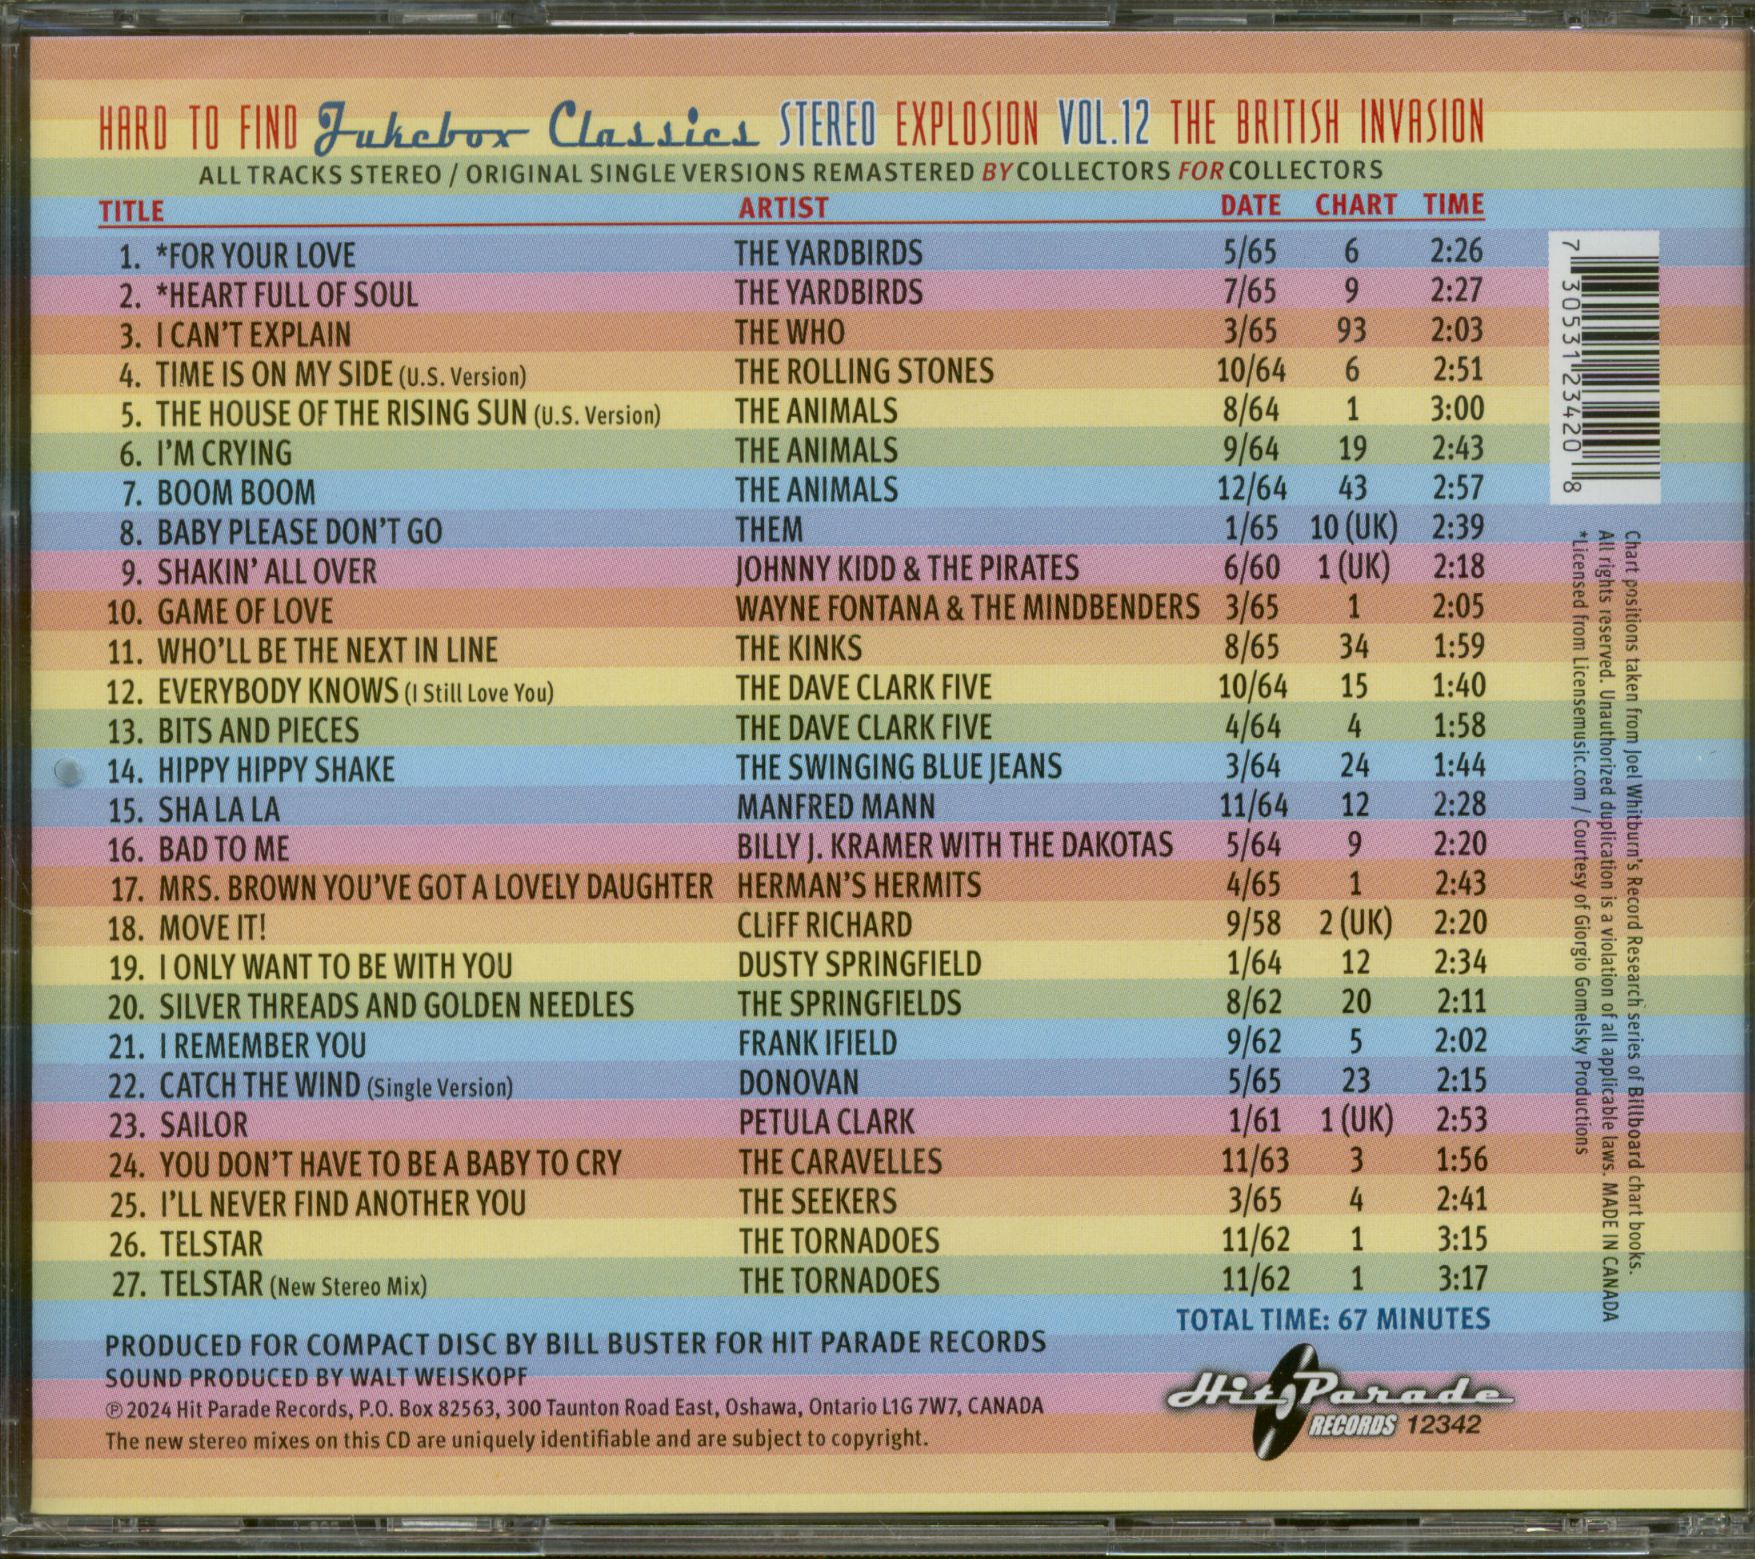 HARD TO FIND Jukebox Classics STEREO EXPLOSION VOL.12 THE BRITISH INVASION
ALL TRACKS STEREO / ORIGINAL SINGLE VERSIONS REMASTERED BY COLLECTORS FOR COLLECTORS
TITLE ARTIST DATE CHART TIME
1. *FOR YOUR LOVE THE YARDBIRDS 5/65 6 2:26
2. *HEART FULL OF SOUL THE YARDBIRDS 7/65 9 2:27
3. I CAN'T EXPLAIN THE WHO 3/65 93 2:03
4. TIME IS ON MY SIDE (U.S. Version) THE ROLLING STONES 10/64 6 2:51
5. THE HOUSE OF THE RISING SUN (U.S. Version) THE ANIMALS 8/64 1 3:00
6. I'M CRYING THE ANIMALS 9/64 19 2:43
7. BOOM BOOM THE ANIMALS 12/64 43 2:57
8. BABY PLEASE DON'T GO THEM 1/65 10 (UK) 2:39
9. SHAKIN' ALL OVER JOHNNY KIDD & THE PIRATES 6/60 1 (UK) 2:18
10. GAME OF LOVE WAYNE FONTANA & THE MINDBENDERS 3/65 1 2:05
11. WHO'LL BE THE NEXT IN LINE THE KINKS 8/65 34 1:59
12. EVERYBODY KNOWS (I Still Love You) THE DAVE CLARK FIVE 10/64 15 1:40
13. BITS AND PIECES THE DAVE CLARK FIVE 4/64 4 1:58
14. HIPPY HIPPY SHAKE THE SWINGING BLUE JEANS 3/64 24 1:44
15. SHA LA LA MANFRED MANN 11/64 12 2:28
16. BAD TO ME BILLY J. KRAMER WITH THE DAKOTAS 5/64 9 2:20
17. MRS. BROWN YOU'VE GOT A LOVELY DAUGHTER HERMAN'S HERMITS 4/65 1 2:43
18. MOVE IT! CLIFF RICHARD 9/58 2 (UK) 2:20
19. I ONLY WANT TO BE WITH YOU DUSTY SPRINGFIELD 1/64 12 2:34
20. SILVER THREADS AND GOLDEN NEEDLES THE SPRINGFIELDS 8/62 20 2:11
21. I REMEMBER YOU FRANK IFIELD 9/62 5 2:02
22. CATCH THE WIND (Single Version) DONOVAN 5/65 23 2:15
23. SAILOR PETULA CLARK 1/61 1 (UK) 2:53
24. YOU DON'T HAVE TO BE A BABY TO CRY THE CARAVELLES 11/63 3 1:56
25. I'LL NEVER FIND ANOTHER YOU THE SEEKERS 3/65 4 2:41
26. TELSTAR THE TORNADOES 11/62 1 3:15
27. TELSTAR (New Stereo Mix) THE TORNADOES 11/62 1 3:17
TOTAL TIME: 67 MINUTES
PRODUCED FOR COMPACT DISC BY BILL BUSTER FOR HIT PARADE RECORDS
SOUND PRODUCED BY WALT WEISKOPF
℗ 2024 Hit Parade Records, P.O. Box 82563, 300 Taunton Road East, Oshawa, Ontario L1G 7W7, CANADA
The new stereo mixes on this CD are uniquely identifiable and are subject to copyright.
Hit Parade
RECORDS 12342
7 30531 23420 8
Chart positions taken from Joel Whitburn's Record Research series of Billboard chart books.
All rights reserved. Unauthorized duplication is a violation of all applicable laws. MADE IN CANADA
*Licensed from Licensemusic.com / Courtesy of Giorgio Gomelsky Productions